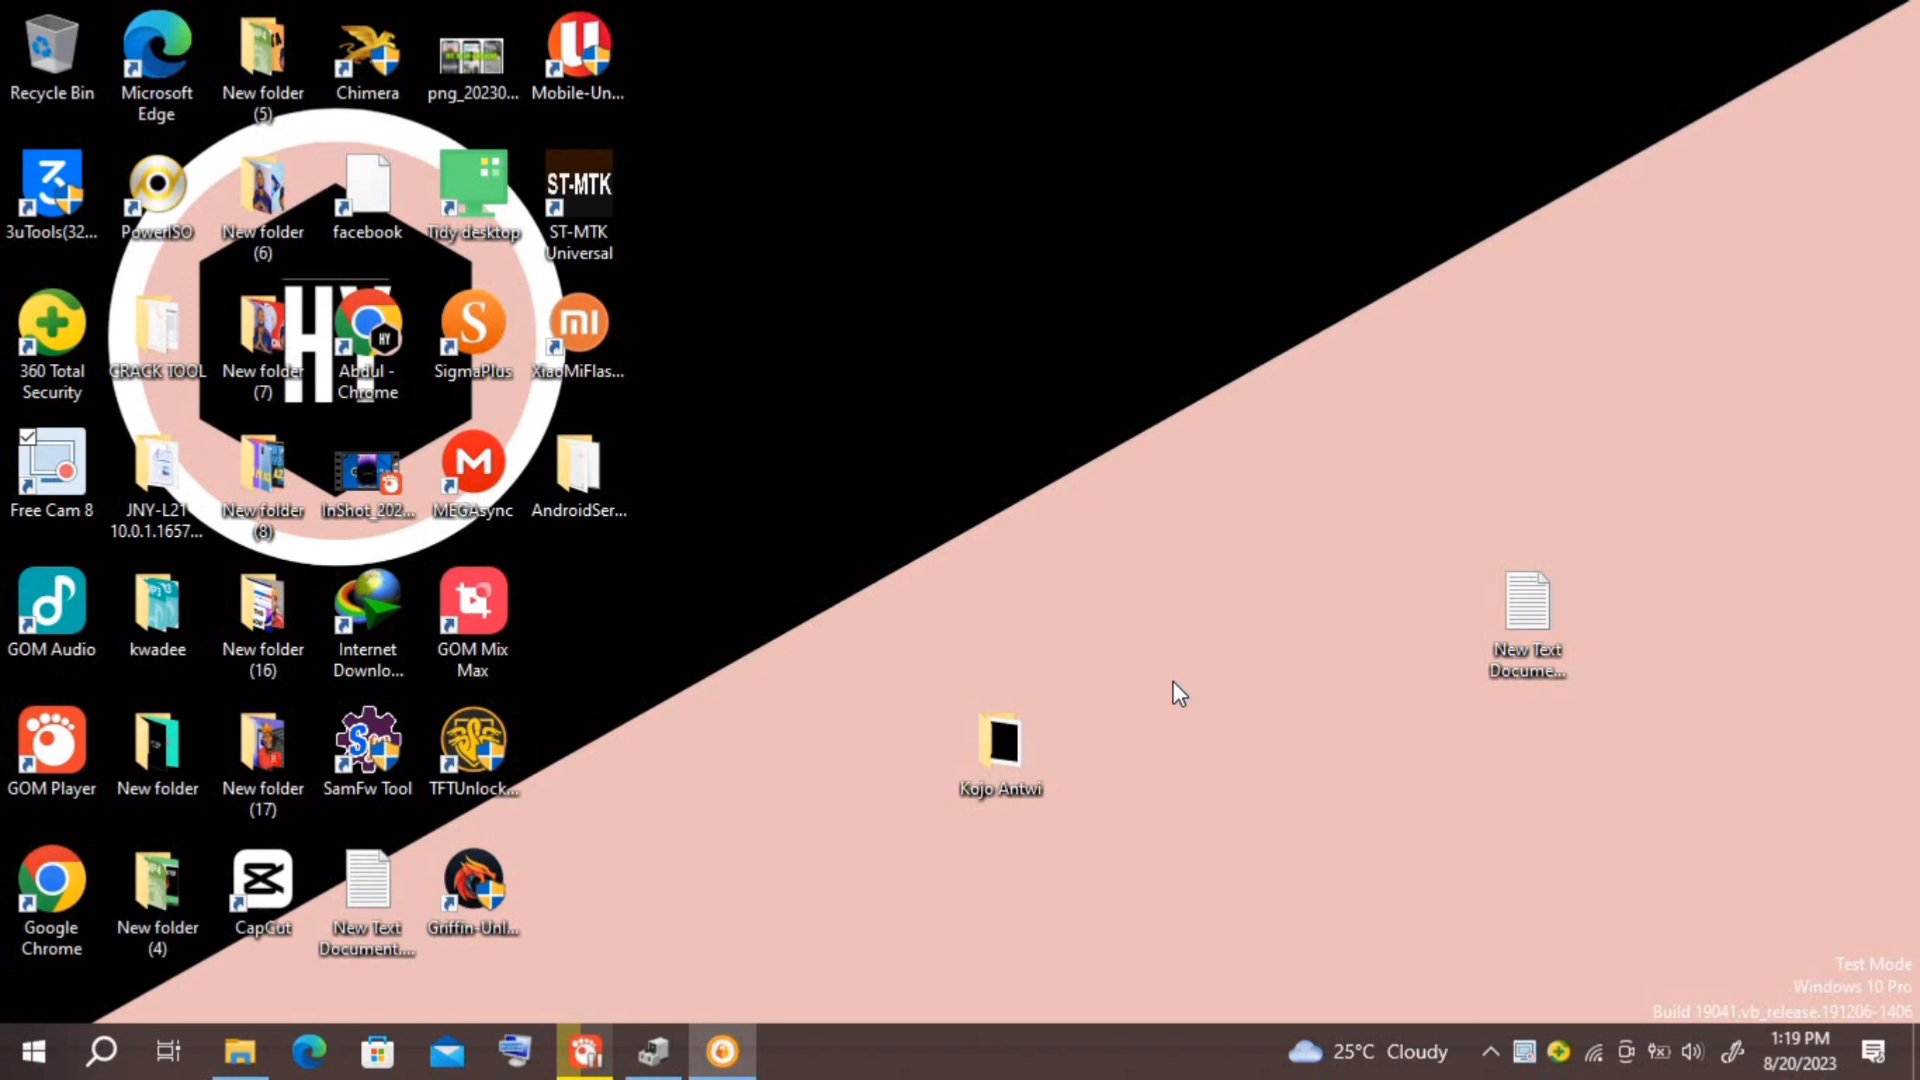 Recycle Bin
Microsoft
Edge
New folder
(5)
Chimera
png_20230...
Mobile-Un...
3uTools(32...
PowerISO
New folder
(6)
facebook
Tidy desktop
ST-MTK
ST-MTK
Universal
360 Total
Security
CRACK TOOL
New folder
(7)
HY
HY
Abdul -
Chrome
S
SigmaPlus
XiaoMiFlas...
Free Cam 8
JNY-L21
10.0.1.1657...
New folder
(8)
InShot_202...
M
MEGAsync
AndroidSer...
GOM Audio
kwadee
New folder
(16)
Internet
Downlo...
GOM Mix
Max
New Text
Docume...
GOM Player
New folder
New folder
(17)
SamFw Tool
TFTUnlock...
Kojo Antwi
Google
Chrome
New folder
(4)
CapCut
New Text
Document....
Griffin-Unl...
Test Mode
Windows 10 Pro
Build 19041.vb_release.191206-1406
25°C Cloudy
1:19 PM
8/20/2023